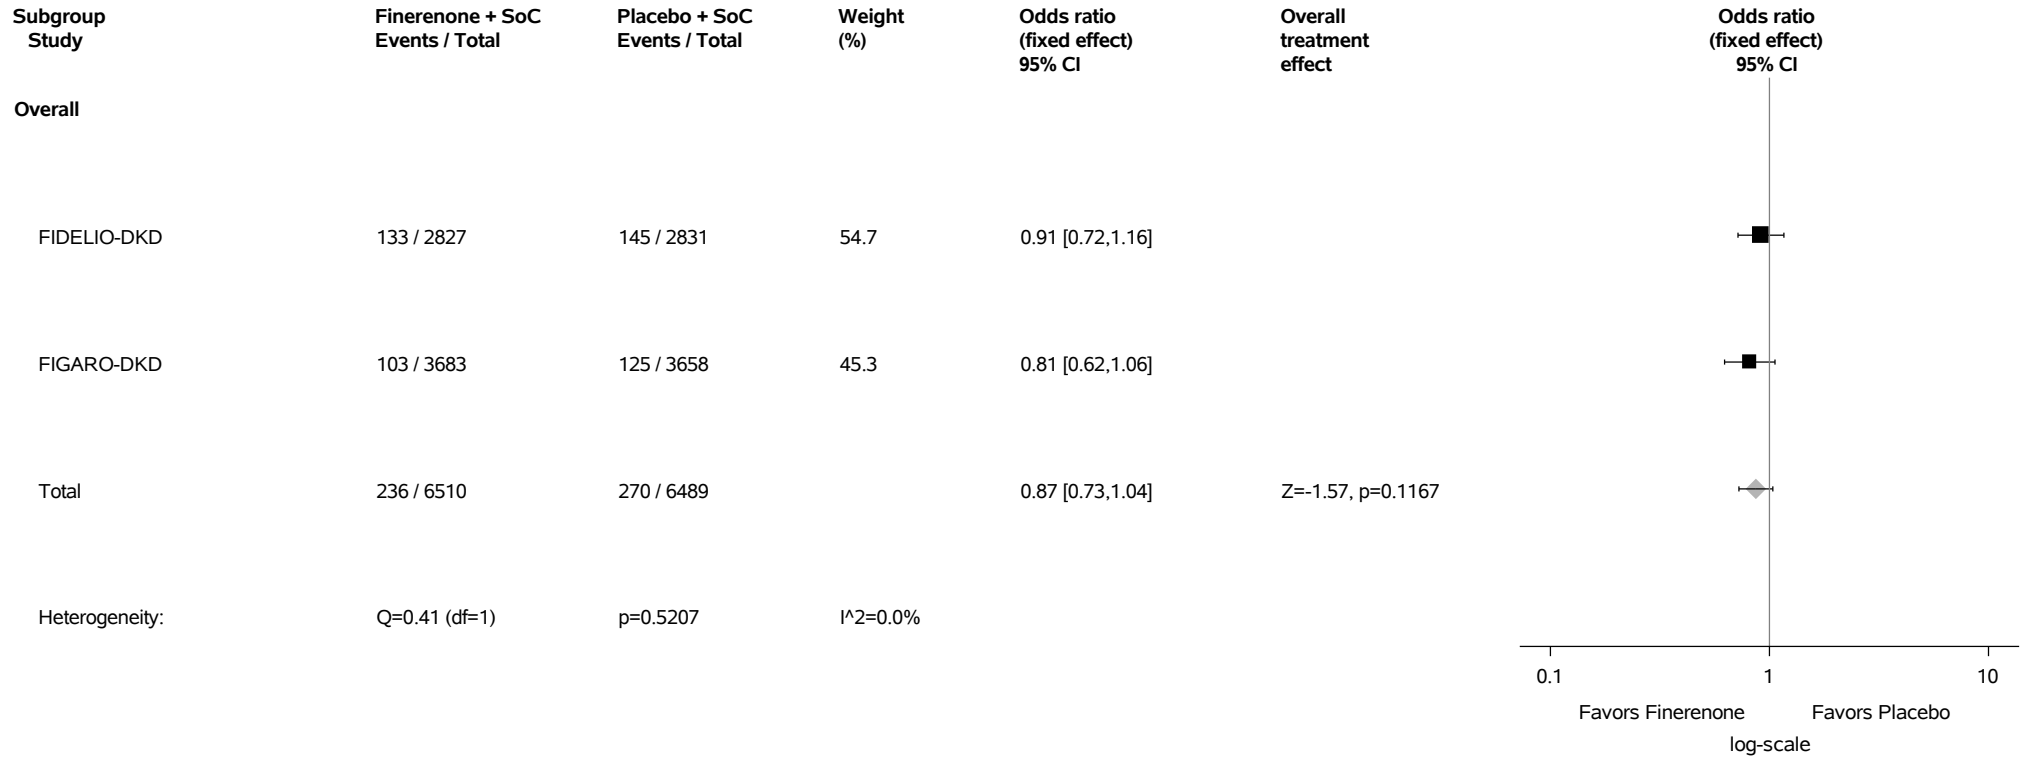 Subgroup Finerenone + SoC Placebo + SoC Weight Odds ratio Overall Odds ratio
Study Events / Total Events / Total (%) (fixed effect) treatment (fixed effect)
95% CI effect 95% CI
Overall
FIDELIO-DKD 133 / 2827 145 / 2831 54.7 0.91 [0.72,1.16]
FIGARO-DKD 103 / 3683 125 / 3658 45.3 0.81 [0.62,1.06]
Total 236 / 6510 270 / 6489 0.87 [0.73,1.04] Z=-1.57, p=0.1167
Heterogeneity: Q=0.41 (df=1) p=0.5207 I^2=0.0%
0.1 1 10
Favors Finerenone Favors Placebo
log-scale